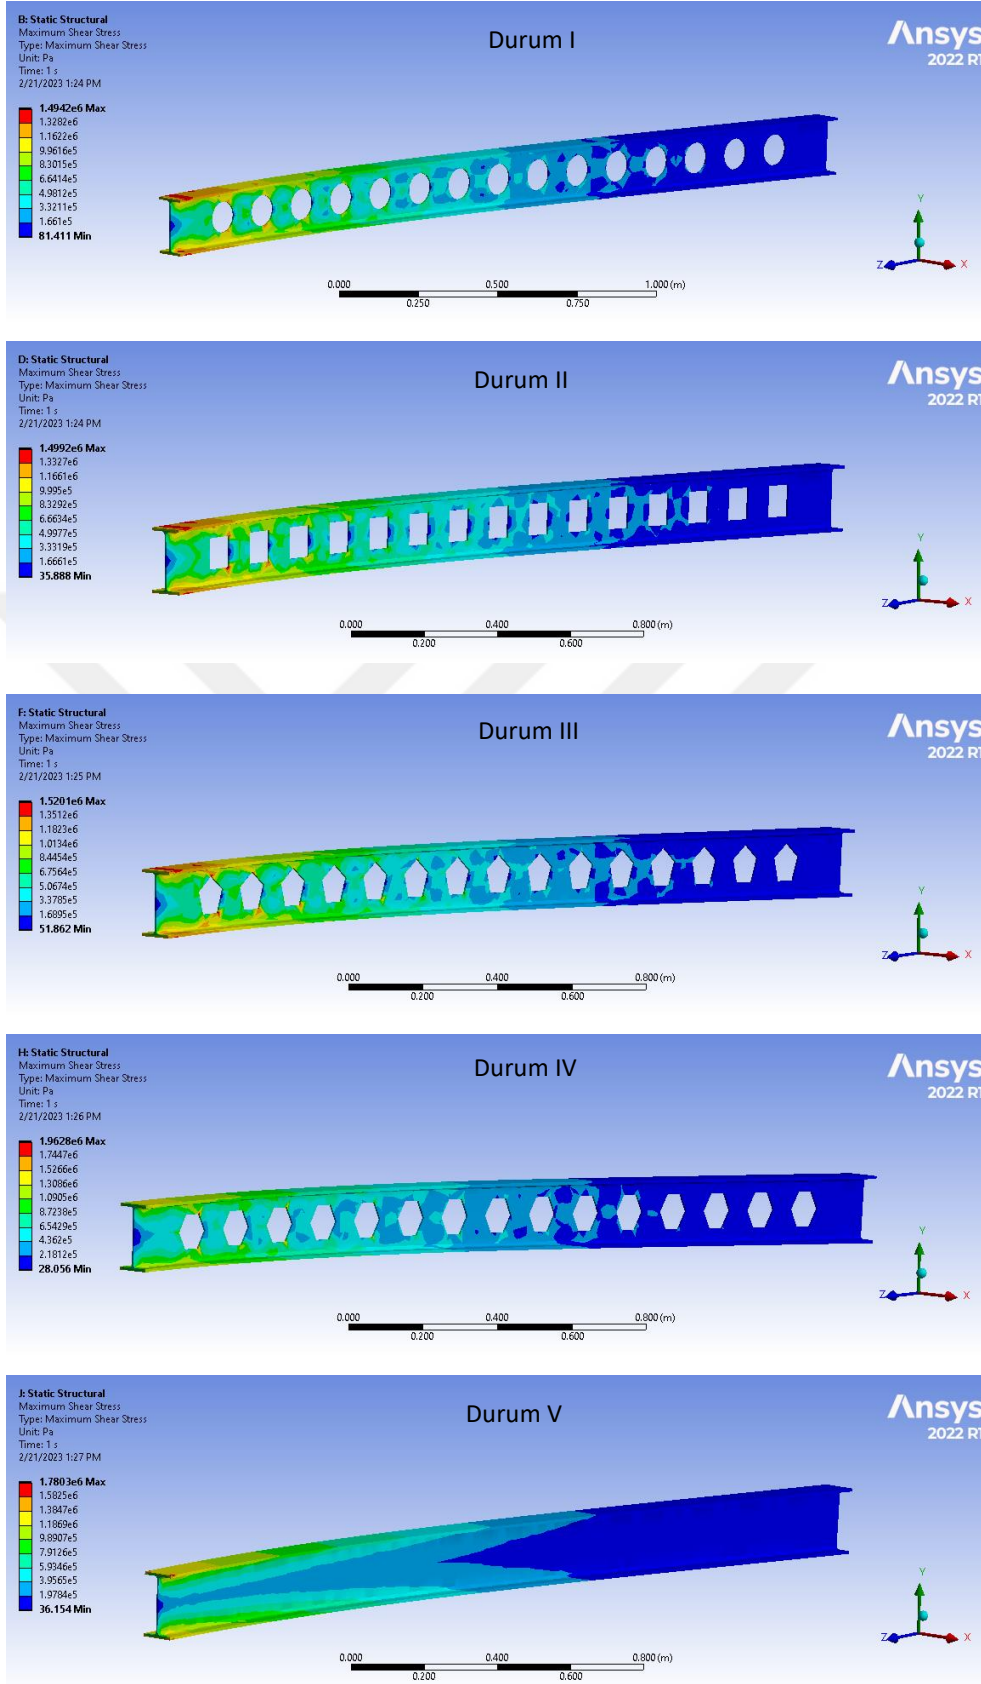 B: Static Structural
Maximum Shear Stress
Type: Maximum Shear Stress
Unit: Pa
Time: 1 s
2/21/2023 1:24 PM
Durum I
Ansys
2022 R1
1.4942e6 Max
1.3282e6
1.1622e6
9.9616e5
8.3015e5
6.6414e5
4.9812e5
3.3211e5
1.661e5
81.411 Min
Y
Z
X
0.000
0.500
1.000 (m)
0.250
0.750
D: Static Structural
Maximum Shear Stress
Type: Maximum Shear Stress
Unit: Pa
Time: 1 s
2/21/2023 1:24 PM
Durum II
Ansys
2022 R1
1.4992e6 Max
1.3327e6
1.1661e6
9.995e5
8.3292e5
6.6634e5
4.9977e5
3.3319e5
1.6661e5
35.888 Min
Y
Z
X
0.000
0.400
0.800 (m)
0.200
0.600
F: Static Structural
Maximum Shear Stress
Type: Maximum Shear Stress
Unit: Pa
Time: 1 s
2/21/2023 1:25 PM
Durum III
Ansys
2022 R1
1.5201e6 Max
1.3512e6
1.1823e6
1.0134e6
8.4454e5
6.7564e5
5.0674e5
3.3785e5
1.6895e5
51.862 Min
Y
Z
X
0.000
0.400
0.800 (m)
0.200
0.600
H: Static Structural
Maximum Shear Stress
Type: Maximum Shear Stress
Unit: Pa
Time: 1 s
2/21/2023 1:26 PM
Durum IV
Ansys
2022 R1
1.9628e6 Max
1.7447e6
1.5266e6
1.3086e6
1.0905e6
8.7238e5
6.5429e5
4.362e5
2.1812e5
28.056 Min
Y
Z
X
0.000
0.400
0.800 (m)
0.200
0.600
J: Static Structural
Maximum Shear Stress
Type: Maximum Shear Stress
Unit: Pa
Time: 1 s
2/21/2023 1:27 PM
Durum V
Ansys
2022 R1
1.7803e6 Max
1.5825e6
1.3847e6
1.1869e6
9.8907e5
7.9126e5
5.9346e5
3.9565e5
1.9784e5
36.154 Min
Y
Z
X
0.000
0.400
0.800 (m)
0.200
0.600